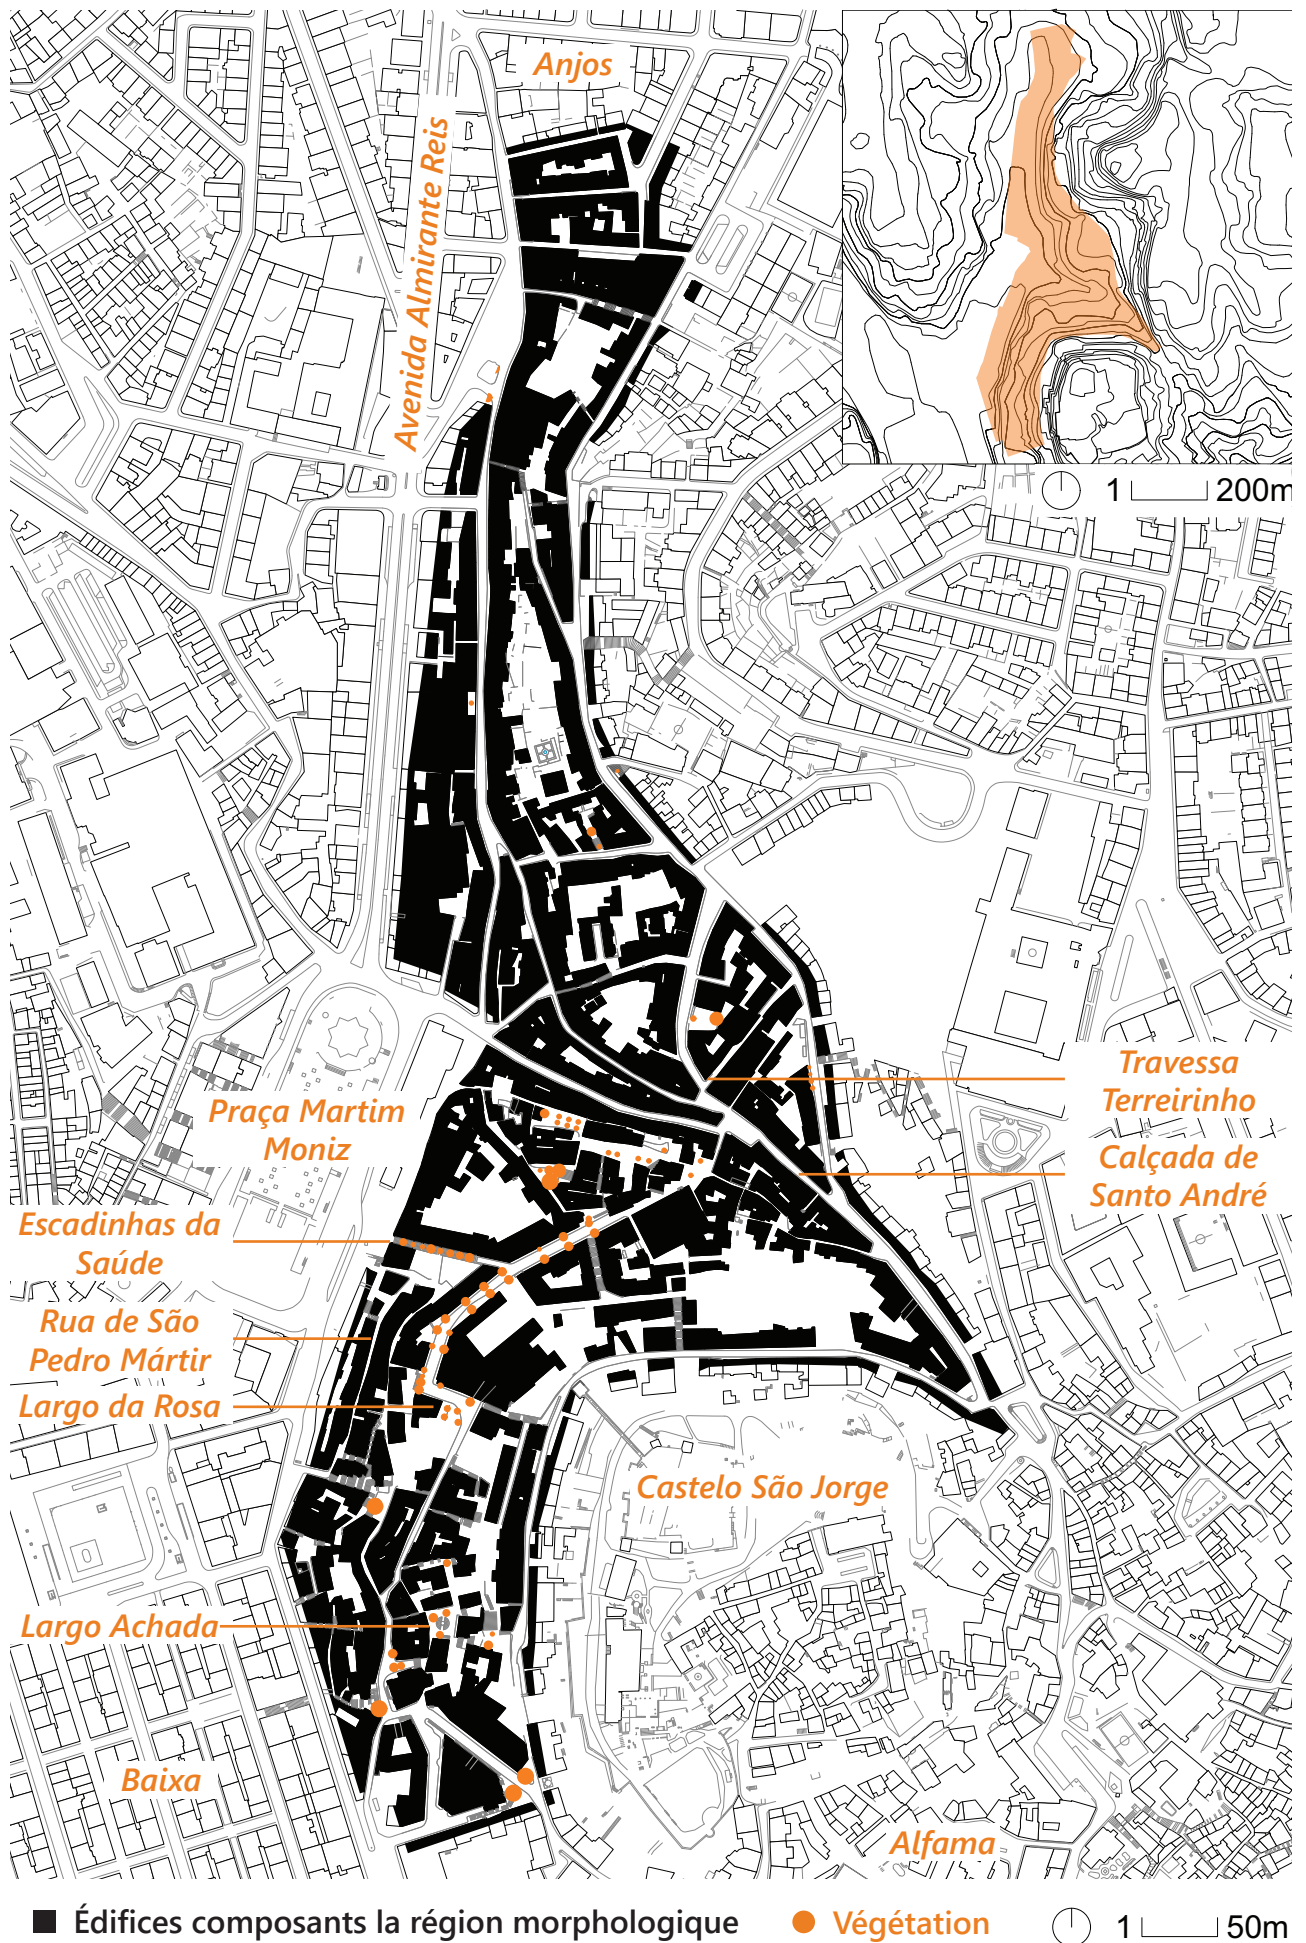 Anjos
Avenida Almirante Reis
1 200m
Travessa
Terreirinho
Praça Martim
Moniz
Calçada de
Santo André
Escadinhas da
Saúde
Rua de São
Pedro Mártir
Largo da Rosa
Castelo São Jorge
Largo Achada
Baixa
Alfama
Édifices composants la région morphologique
Végétation
1 50m